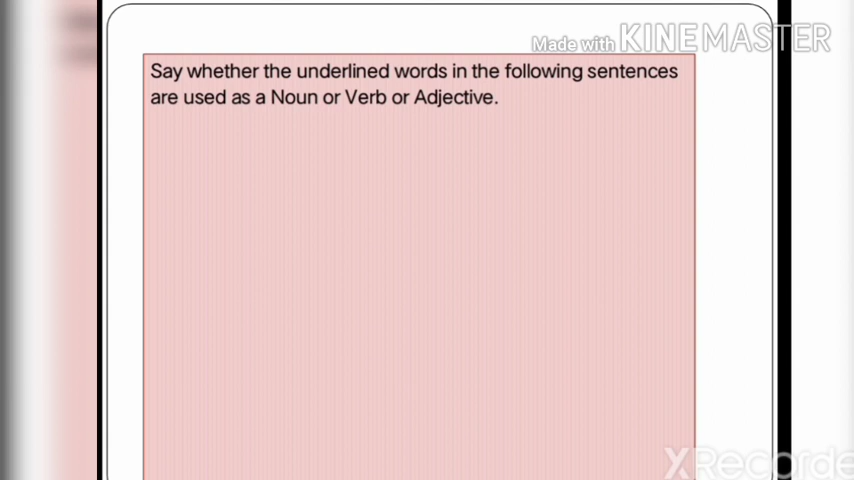 Made with KINEMASTER
Say whether the underlined words in the following sentences
are used as a Noun or Verb or Adjective.
XRecorde